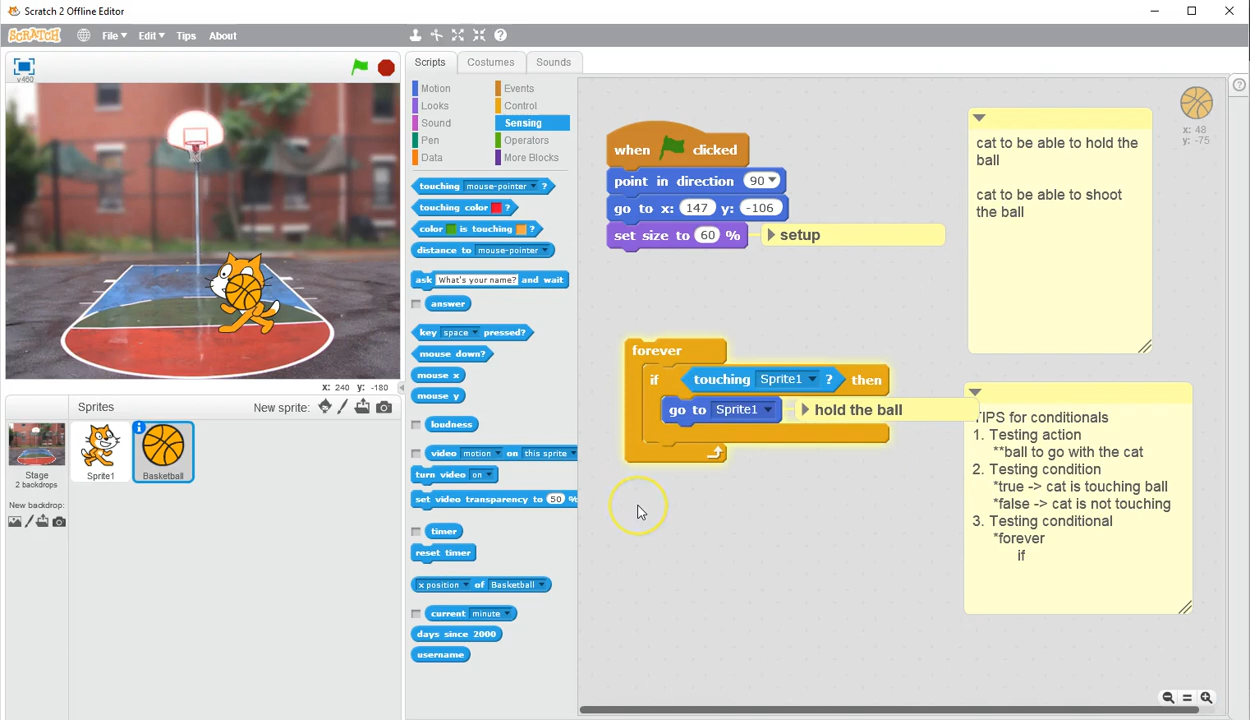 Scratch 2 Offline Editor
SCRATCH File Edit Tips About
v460
Scripts Costumes Sounds
Motion Events
Looks Control
Sound Sensing
Pen Operators
Data More Blocks
touching mouse-pointer ?
touching color ?
color is touching ?
distance to mouse-pointer
ask What's your name? and wait
answer
key space pressed?
mouse down?
mouse x
mouse y
loudness
video motion on this sprite
turn video on
set video transparency to 50 %
timer
reset timer
x position of Basketball
current minute
days since 2000
username
x: 240 y: -180
Sprites New sprite:
Stage
2 backdrops
New backdrop:
Sprite1
Basketball
when clicked
point in direction 90
go to x: 147 y: -106
set size to 60 %
setup
forever
if touching Sprite1 ? then
go to Sprite1
hold the ball
x: 48
y: -75
cat to be able to hold the
ball
cat to be able to shoot
the ball
TIPS for conditionals
1. Testing action
**ball to go with the cat
2. Testing condition
*true -> cat is touching ball
*false -> cat is not touching
3. Testing conditional
*forever
if